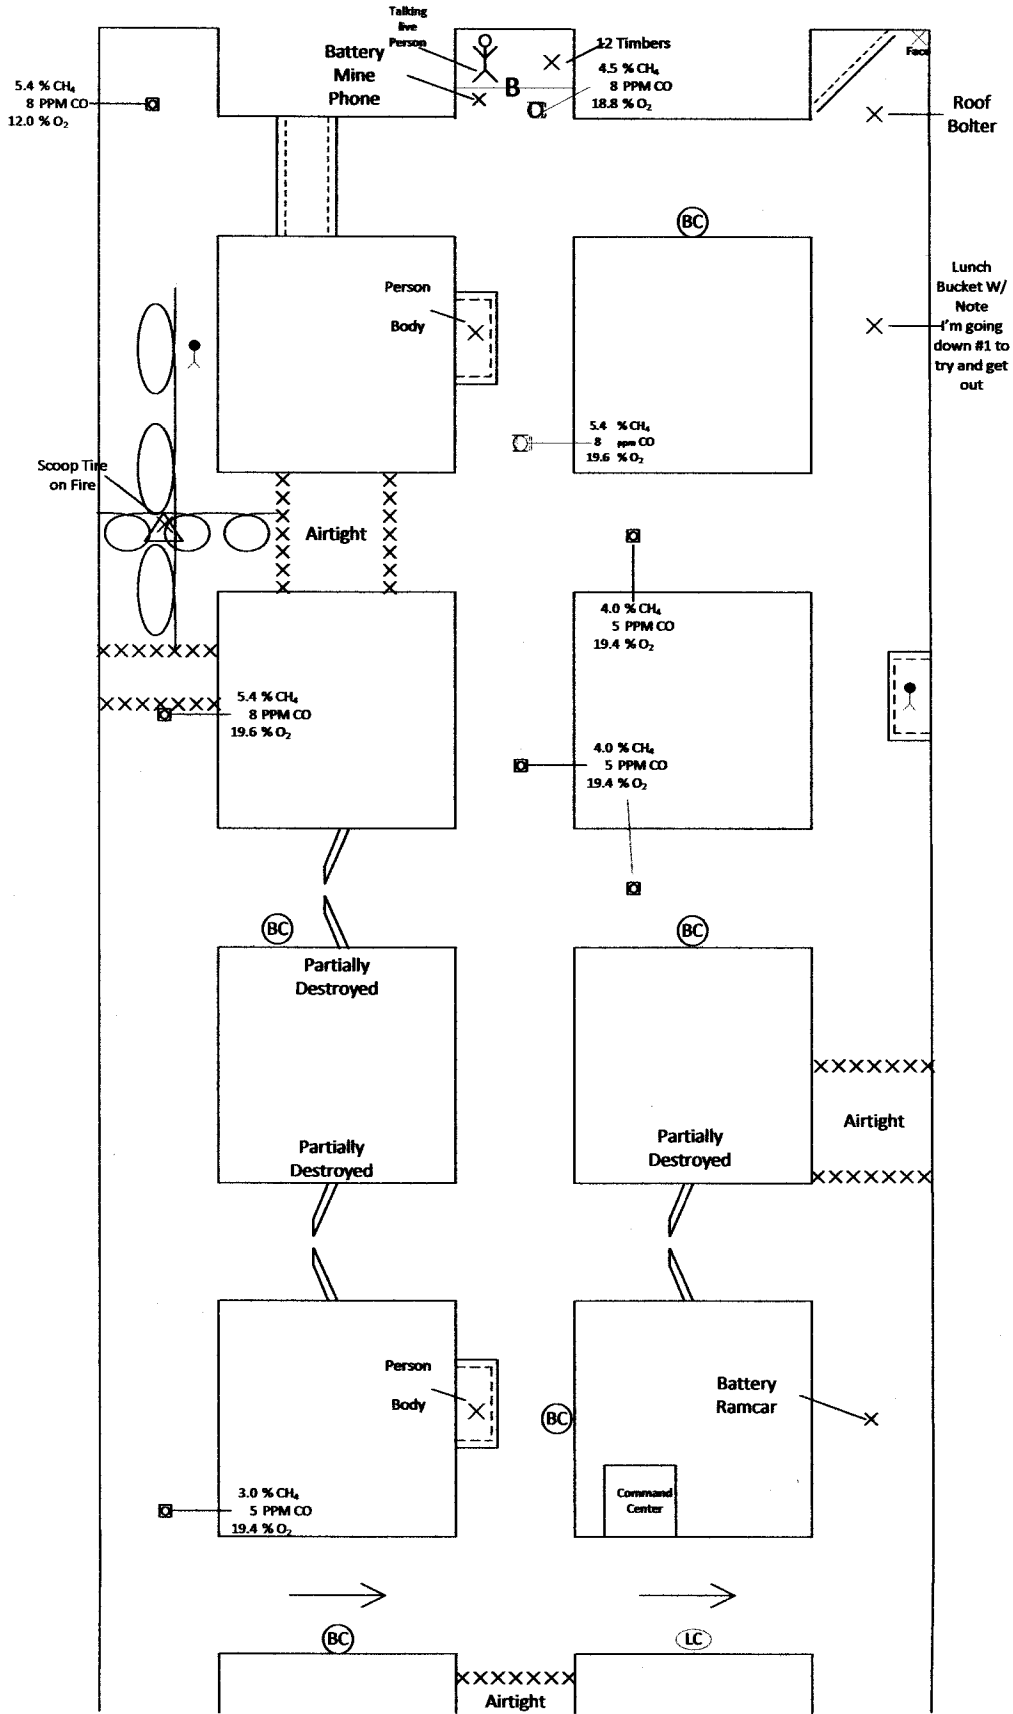 Talking
live
Person
Battery
Mine
Phone
12 Timbers
4.5 % CH₄
8 PPM CO
18.8 % O₂
B
Face
5.4 % CH₄
8 PPM CO
12.0 % O₂
Roof
Bolter
BC
Person
Body
Lunch
Bucket W/
Note
I'm going
down #1 to
try and get
out
5.4 % CH₄
8 ppm CO
19.6 % O₂
Scoop Tire
on Fire
Airtight
4.0 % CH₄
5 PPM CO
19.4 % O₂
5.4 % CH₄
8 PPM CO
19.6 % O₂
4.0 % CH₄
5 PPM CO
19.4 % O₂
BC
BC
Partially
Destroyed
Airtight
Partially
Destroyed
Partially
Destroyed
Person
Body
BC
Battery
Ramcar
3.0 % CH₄
5 PPM CO
19.4 % O₂
Command
Center
BC
LC
Airtight